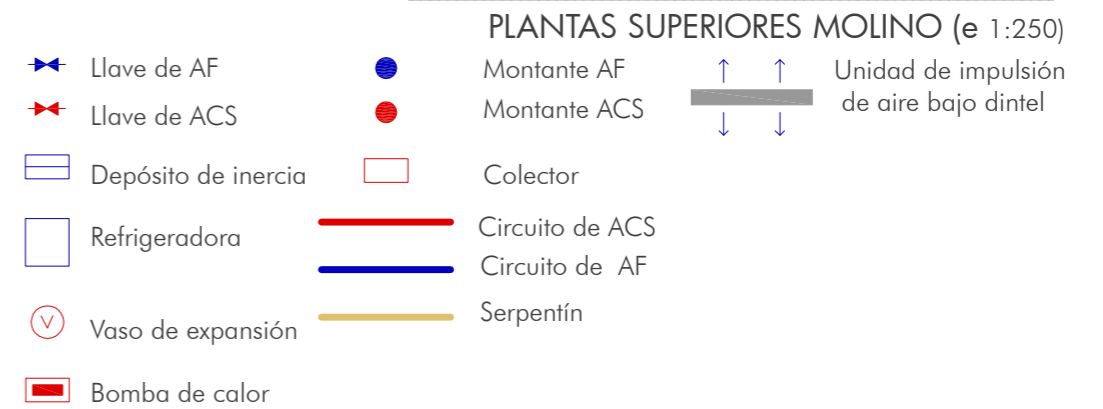 PLANTAS SUPERIORES MOLINO (e 1:250)
Llave de AF
Llave de ACS
Depósito de inercia
Refrigeradora
V
Vaso de expansión
Bomba de calor
Montante AF
Montante ACS
Colector
Circuito de ACS
Circuito de AF
Serpentín
Unidad de impulsión
de aire bajo dintel